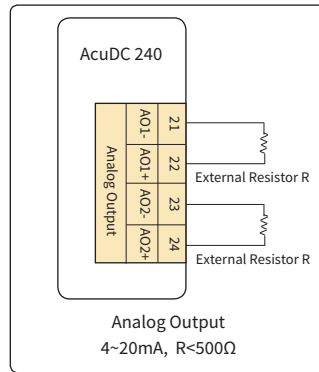 AcuDC 240
Analog Output
AO1- 21
AO1+ 22
AO2- 23
AO2+ 24
External Resistor R
External Resistor R
Analog Output
4~20mA, R<500Ω